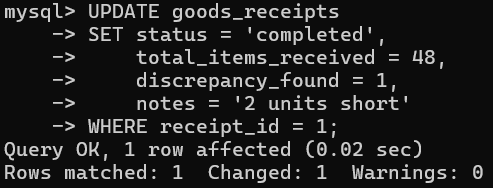 mysql> UPDATE goods_receipts
    -> SET status = 'completed',
    ->     total_items_received = 48,
    ->     discrepancy_found = 1,
    ->     notes = '2 units short'
    -> WHERE receipt_id = 1;
Query OK, 1 row affected (0.02 sec)
Rows matched: 1  Changed: 1  Warnings: 0